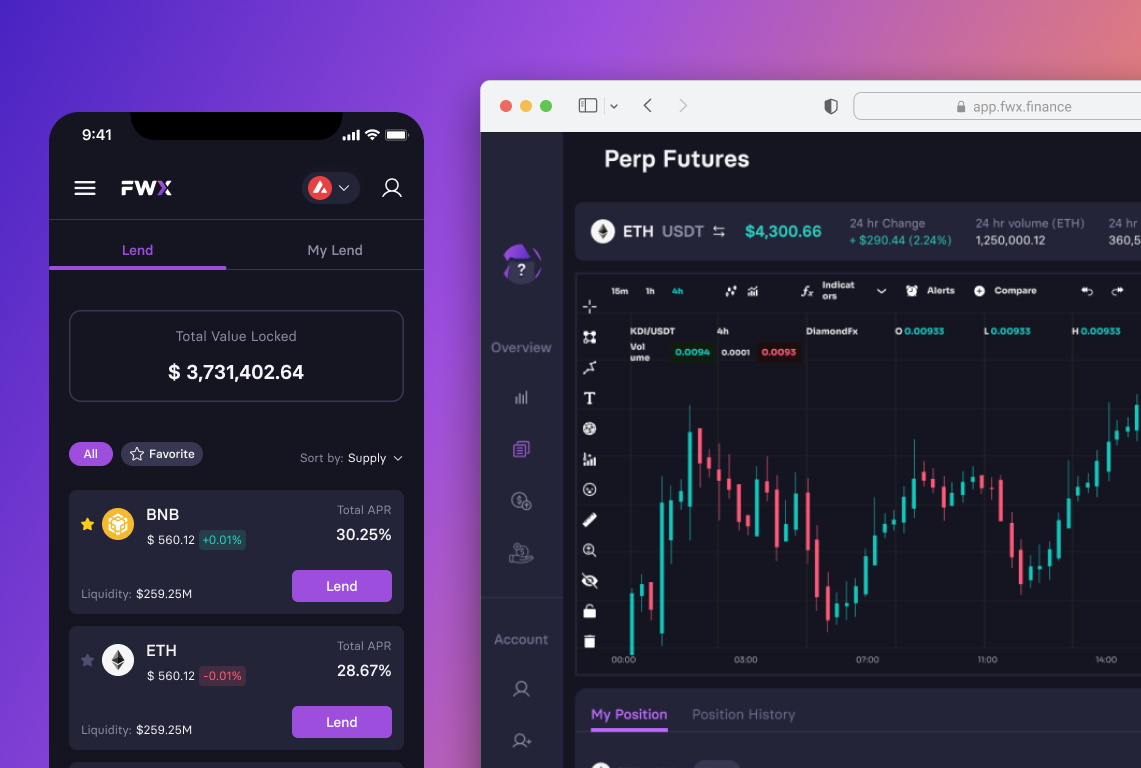 9:41
FWX
Lend My Lend
Total Value Locked
$ 3,731,402.64
All Favorite Sort by: Supply
BNB Total APR
$ 560.12 +0.01% 30.25%
Liquidity: $259.25M Lend
ETH Total APR
$ 560.12 -0.01% 28.67%
Liquidity: $259.25M Lend
app.fwx.finance
Perp Futures
ETH USDT $4,300.66
24 hr Change
+ $290.44 (2.24%)
24 hr volume (ETH)
1,250,000.12
24 hr
360,5
?
Overview
Account
15m 1h 4h
Indicat
ors
Alerts Compare
KDI/USDT 4h DiamondFx O 0.00933 L 0.00933 H 0.00933
Vol
ume
0.0094 0.0001 0.0093
T
00:00 03:00 07:00 11:00 14:00
My Position Position History